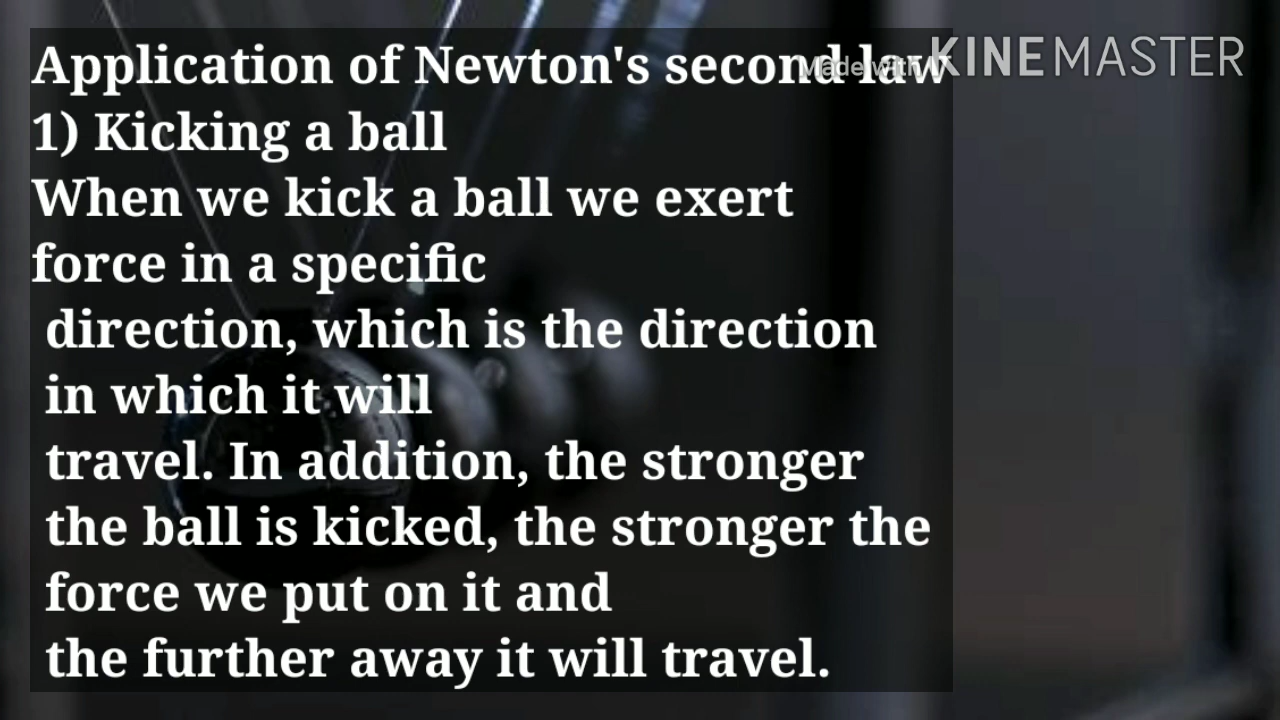 Application of Newton's second law
Made with KINEMASTER
1) Kicking a ball
When we kick a ball we exert
force in a specific
direction, which is the direction
in which it will
travel. In addition, the stronger
the ball is kicked, the stronger the
force we put on it and
the further away it will travel.